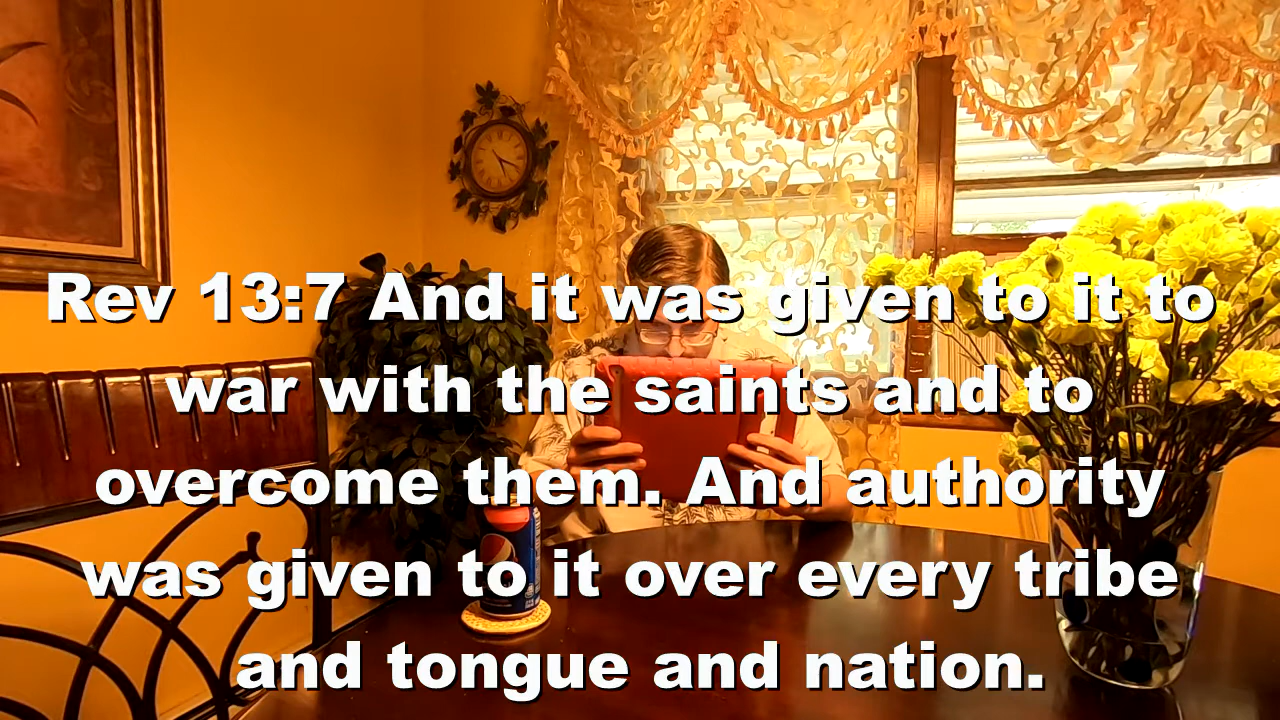 Rev 13:7 And it was given to it to
war with the saints and to
overcome them. And authority
was given to it over every tribe
and tongue and nation.